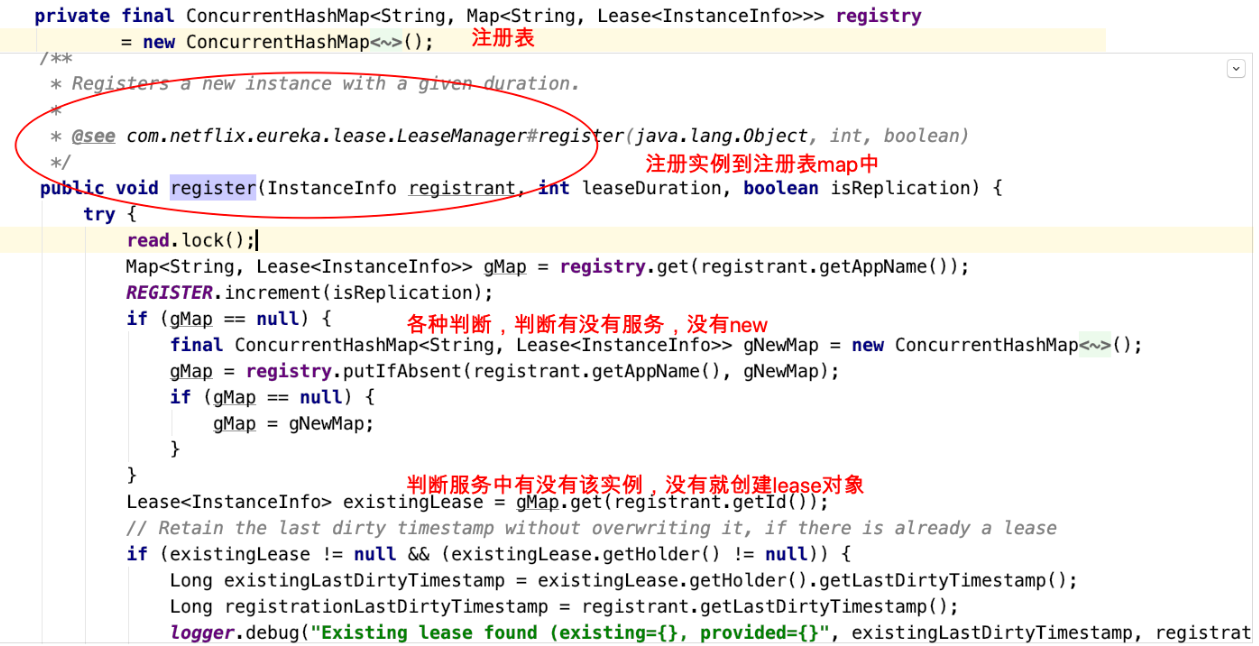 private final ConcurrentHashMap<String, Map<String, Lease<InstanceInfo>>> registry
= new ConcurrentHashMap<~>();
注册表
/**
* Registers a new instance with a given duration.
*
* @see com.netflix.eureka.lease.LeaseManager#register(java.lang.Object, int, boolean)
*/
注册实例到注册表map中
public void register(InstanceInfo registrant, int leaseDuration, boolean isReplication) {
try {
read.lock();
Map<String, Lease<InstanceInfo>> gMap = registry.get(registrant.getAppName());
REGISTER.increment(isReplication);
if (gMap == null) {
各种判断，判断有没有服务，没有new
final ConcurrentHashMap<String, Lease<InstanceInfo>> gNewMap = new ConcurrentHashMap<~>();
gMap = registry.putIfAbsent(registrant.getAppName(), gNewMap);
if (gMap == null) {
gMap = gNewMap;
}
}
判断服务中有没有该实例，没有就创建lease对象
Lease<InstanceInfo> existingLease = gMap.get(registrant.getId());
// Retain the last dirty timestamp without overwriting it, if there is already a lease
if (existingLease != null && (existingLease.getHolder() != null)) {
Long existingLastDirtyTimestamp = existingLease.getHolder().getLastDirtyTimestamp();
Long registrationLastDirtyTimestamp = registrant.getLastDirtyTimestamp();
logger.debug("Existing lease found (existing={}, provided={}", existingLastDirtyTimestamp, registrat